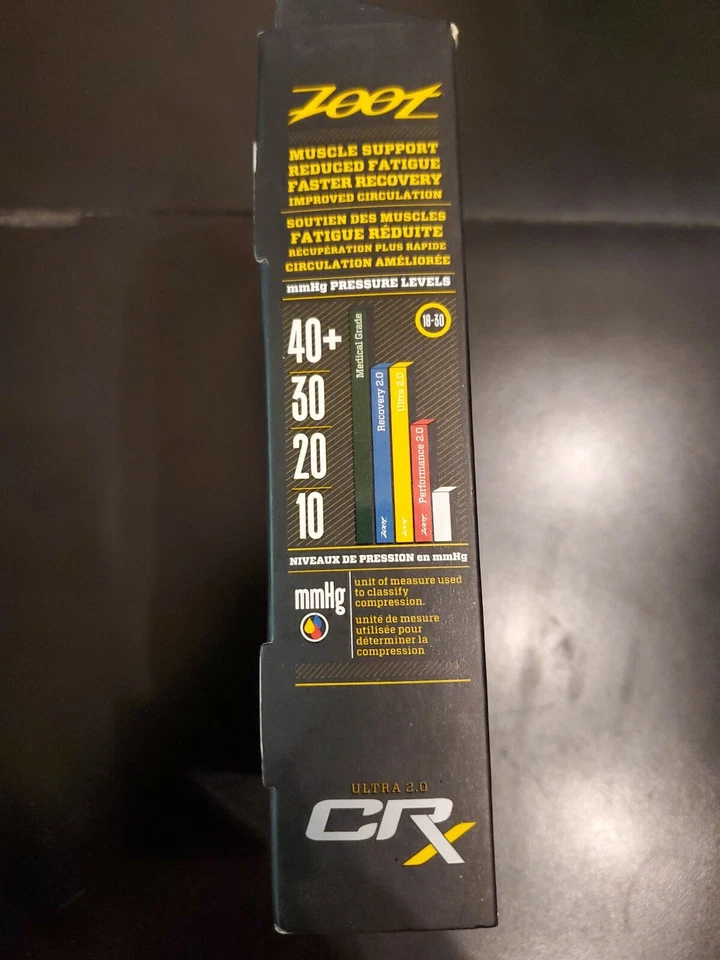 ZOOT
MUSCLE SUPPORT
REDUCED FATIGUE
FASTER RECOVERY
IMPROVED CIRCULATION
SOUTIEN DES MUSCLES
FATIGUE RÉDUITE
RÉCUPÉRATION PLUS RAPIDE
CIRCULATION AMÉLIORÉE
mmHg PRESSURE LEVELS
18-30
40+
30
20
10
Medical Grade
Recovery 2.0
ZOOT
Ultra 2.0
ZOOT
Performance 2.0
ZOOT
NIVEAUX DE PRESSION en mmHg
mmHg
unit of measure used
to classify
compression.
unité de mesure
utilisée pour
déterminer la
compression
ULTRA 2.0
CRx